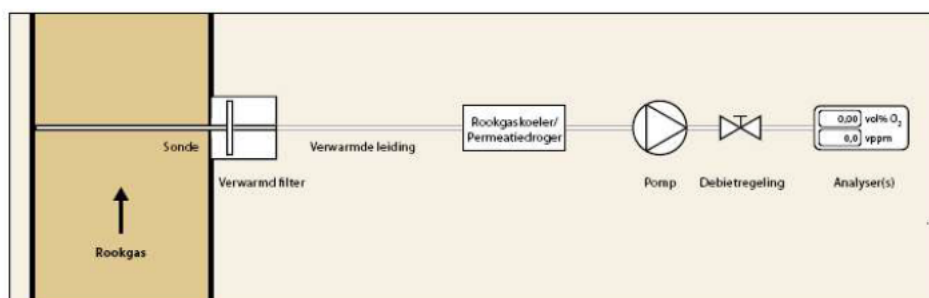 Rookgaskoeler/
Permeatiedroger
0,00 vol% O₂
0,0 vppm
Sonde
Verwarmde leiding
Verwarmd filter
Pomp
Debietregeling
Analyser(s)
Rookgas